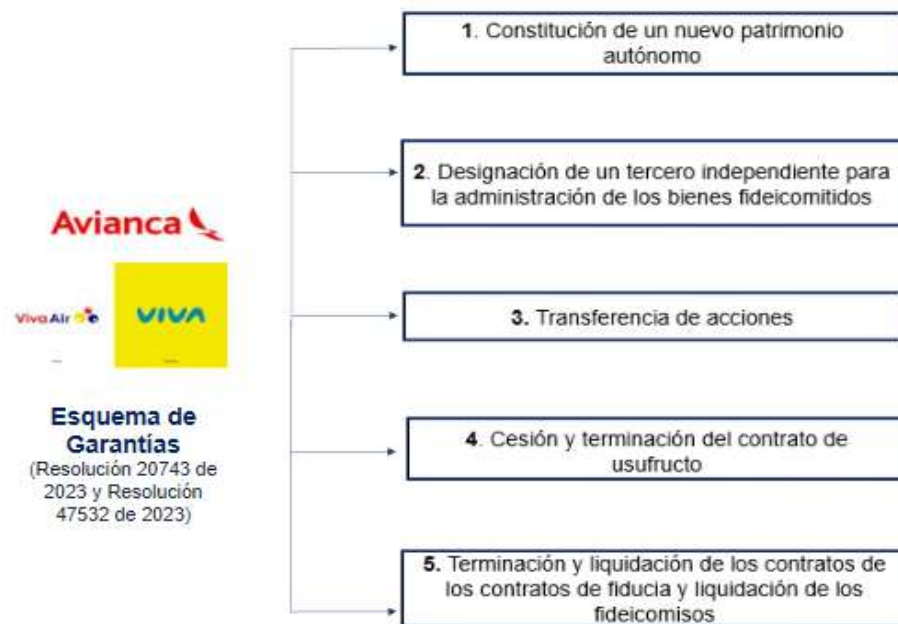 1. Constitución de un nuevo patrimonio
autónomo
2. Designación de un tercero independiente para
la administración de los bienes fideicomitidos
Avianca
Viva Air
VIVA
3. Transferencia de acciones
Esquema de
Garantías
(Resolución 20743 de
2023 y Resolución
47532 de 2023)
4. Cesión y terminación del contrato de
usufructo
5. Terminación y liquidación de los contratos de
los contratos de fiducia y liquidación de los
fideicomisos